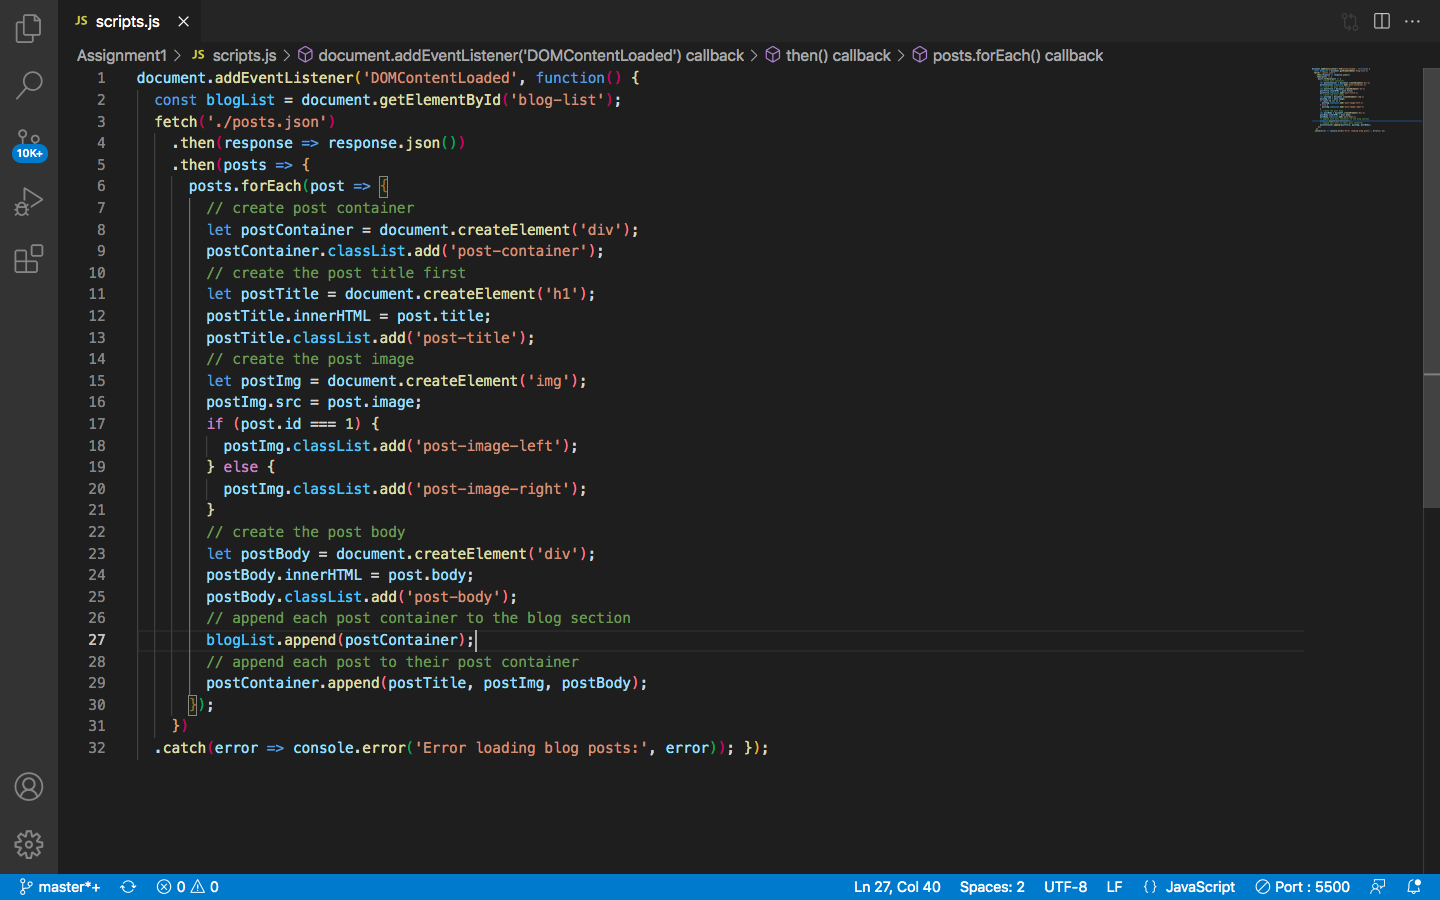 JS scripts.js
Assignment1 > JS scripts.js > document.addEventListener('DOMContentLoaded') callback > then() callback > posts.forEach() callback
1 document.addEventListener('DOMContentLoaded', function() {
2 const blogList = document.getElementById('blog-list');
3 fetch('./posts.json')
4 .then(response => response.json())
5 .then(posts => {
6 posts.forEach(post => {
7 // create post container
8 let postContainer = document.createElement('div');
9 postContainer.classList.add('post-container');
10 // create the post title first
11 let postTitle = document.createElement('h1');
12 postTitle.innerHTML = post.title;
13 postTitle.classList.add('post-title');
14 // create the post image
15 let postImg = document.createElement('img');
16 postImg.src = post.image;
17 if (post.id === 1) {
18 postImg.classList.add('post-image-left');
19 } else {
20 postImg.classList.add('post-image-right');
21 }
22 // create the post body
23 let postBody = document.createElement('div');
24 postBody.innerHTML = post.body;
25 postBody.classList.add('post-body');
26 // append each post container to the blog section
27 blogList.append(postContainer);
28 // append each post to their post container
29 postContainer.append(postTitle, postImg, postBody);
30 });
31 })
32 .catch(error => console.error('Error loading blog posts:', error)); });
10K+
master*+ 0 0 Ln 27, Col 40 Spaces: 2 UTF-8 LF {} JavaScript Port : 5500